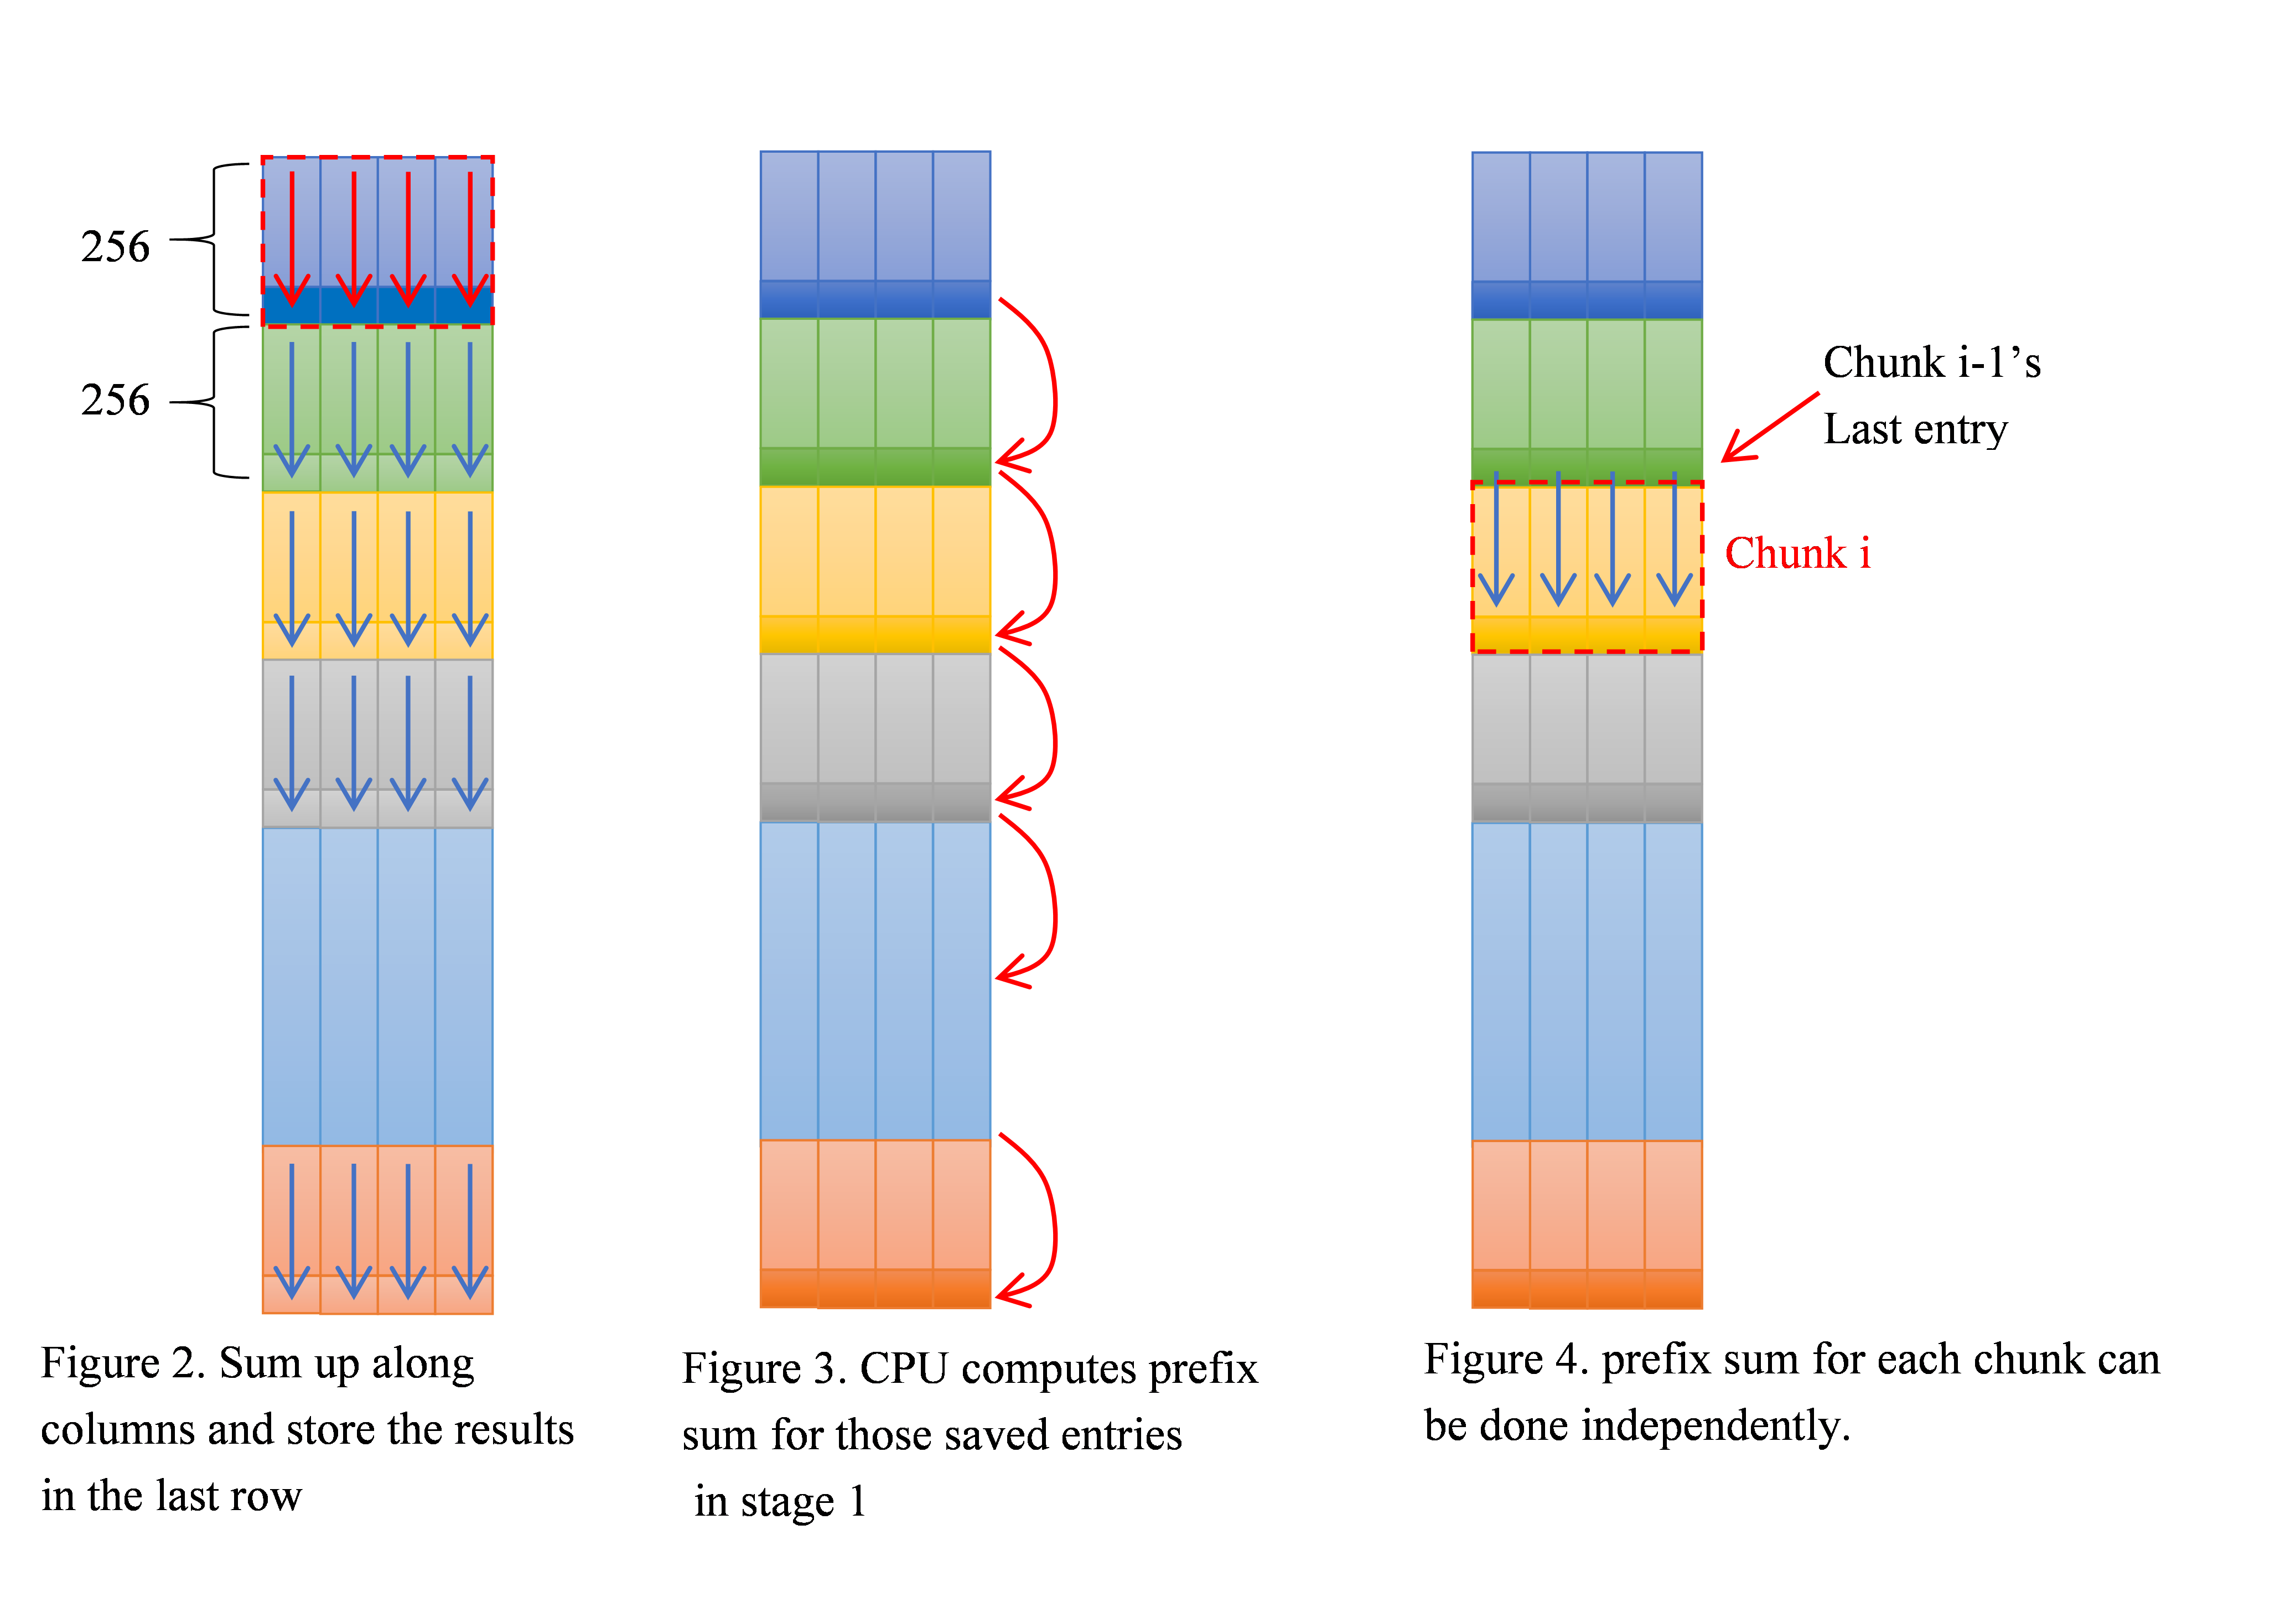 256
256
Chunk i-1’s
Last entry
Chunk i
Figure 2. Sum up along
columns and store the results
in the last row
Figure 3. CPU computes prefix
sum for those saved entries
in stage 1
Figure 4. prefix sum for each chunk can
be done independently.